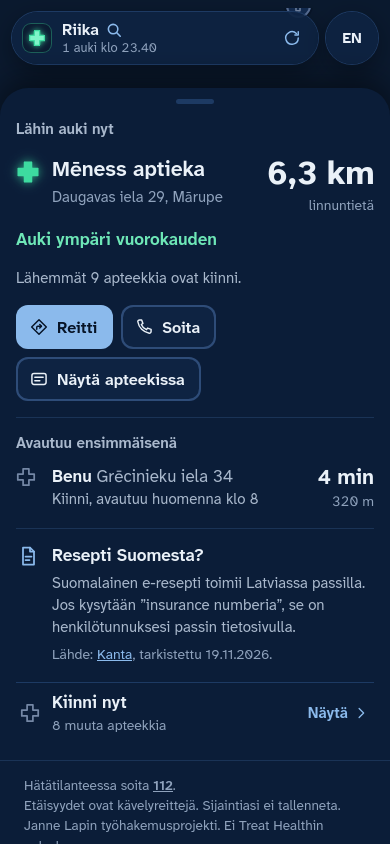 Riika
1 auki klo 23.40
EN
Lähin auki nyt
Mēness aptieka
Daugavas iela 29, Mārupe
6,3 km
linnuntietä
Auki ympäri vuorokauden
Lähemmät 9 apteekkia ovat kiinni.
Reitti
Soita
Näytä apteekissa
Avautuu ensimmäisenä
Benu Grēcinieku iela 34
Kiinni, avautuu huomenna klo 8
4 min
320 m
Resepti Suomesta?
Suomalainen e-resepti toimii Latviassa passilla.
Jos kysytään ”insurance numberia”, se on
henkilötunnuksesi passin tietosivulla.
Lähde: Kanta, tarkistettu 19.11.2026.
Kiinni nyt
8 muuta apteekkia
Näytä
Hätätilanteessa soita 112.
Etäisyydet ovat kävelyreittejä. Sijaintiasi ei tallenneta.
Janne Lapin työhakemusprojekti. Ei Treat Healthin